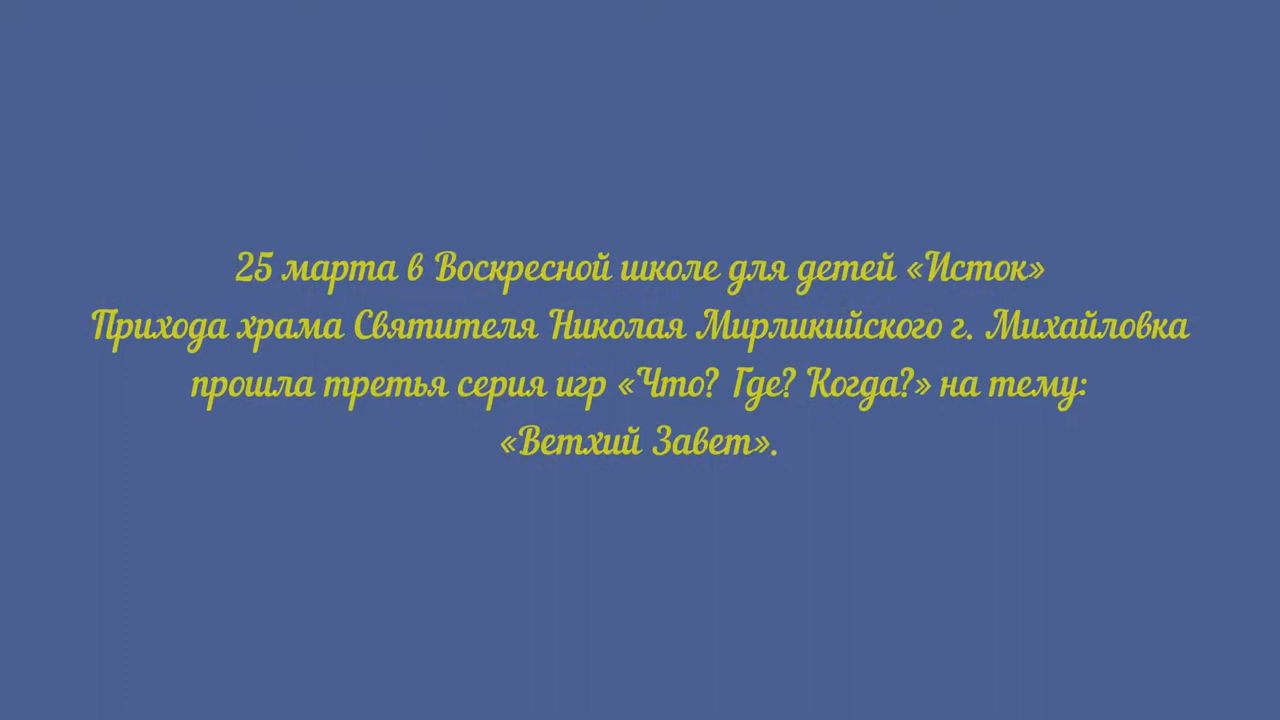 25 марта в Воскресной школе для детей «Исток»
Прихода храма Святителя Николая Мирликийского г. Михайловка
прошла третья серия игр «Что? Где? Когда?» на тему:
«Ветхий Завет».